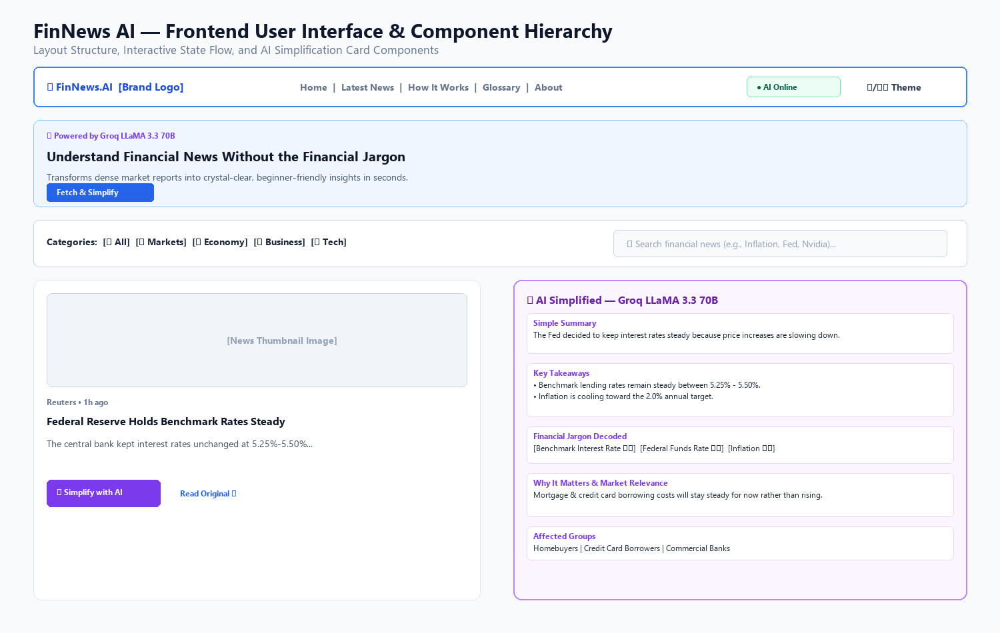 FinNews AI — Frontend User Interface & Component Hierarchy
Layout Structure, Interactive State Flow, and AI Simplification Card Components
FinNews.AI [Brand Logo]
Home | Latest News | How It Works | Glossary | About
● AI Online
/ Theme
Powered by Groq LLaMA 3.3 70B
Understand Financial News Without the Financial Jargon
Transforms dense market reports into crystal-clear, beginner-friendly insights in seconds.
Fetch & Simplify
Categories: [ All] [ Markets] [ Economy] [ Business] [ Tech]
Search financial news (e.g., Inflation, Fed, Nvidia)...
[News Thumbnail Image]
Reuters • 1h ago
Federal Reserve Holds Benchmark Rates Steady
The central bank kept interest rates unchanged at 5.25%-5.50%...
Simplify with AI
Read Original
AI Simplified — Groq LLaMA 3.3 70B
Simple Summary
The Fed decided to keep interest rates steady because price increases are slowing down.
Key Takeaways
• Benchmark lending rates remain steady between 5.25% - 5.50%.
• Inflation is cooling toward the 2.0% annual target.
Financial Jargon Decoded
[Benchmark Interest Rate ] [Federal Funds Rate ] [Inflation ]
Why It Matters & Market Relevance
Mortgage & credit card borrowing costs will stay steady for now rather than rising.
Affected Groups
Homebuyers | Credit Card Borrowers | Commercial Banks